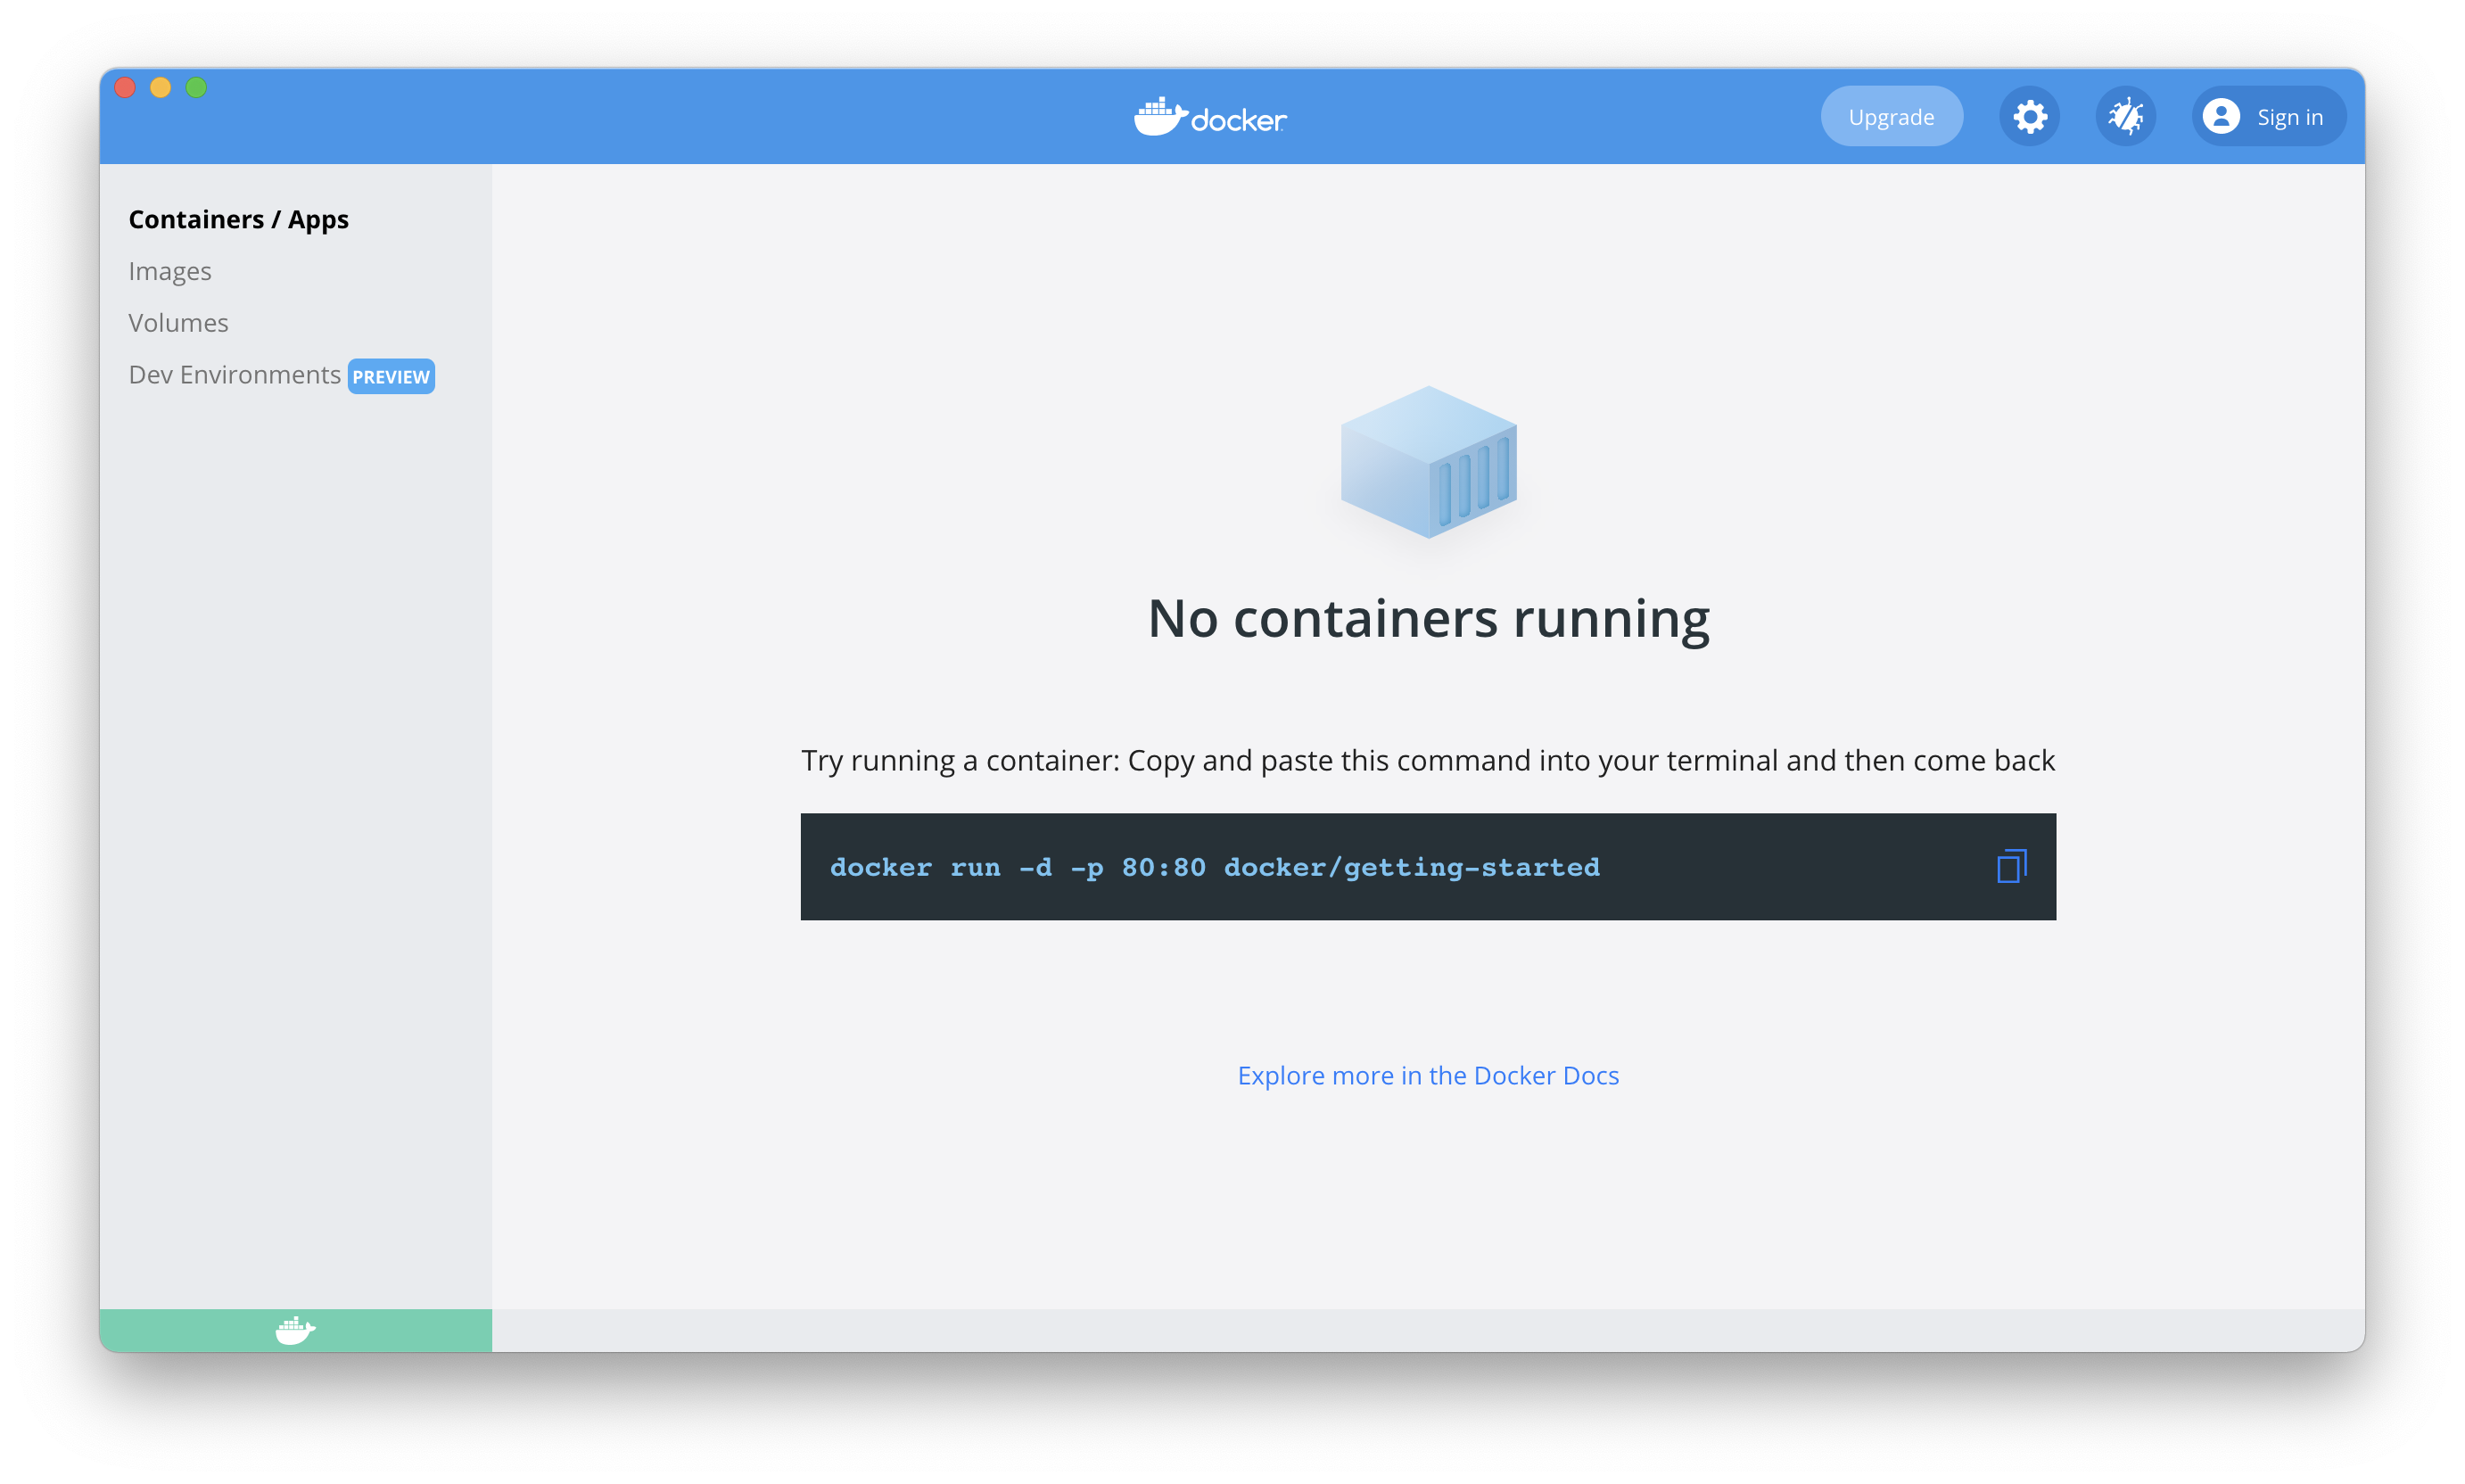 docker
Upgrade
Sign in
Containers / Apps
Images
Volumes
Dev Environments PREVIEW
No containers running
Try running a container: Copy and paste this command into your terminal and then come back
docker run -d -p 80:80 docker/getting-started
Explore more in the Docker Docs